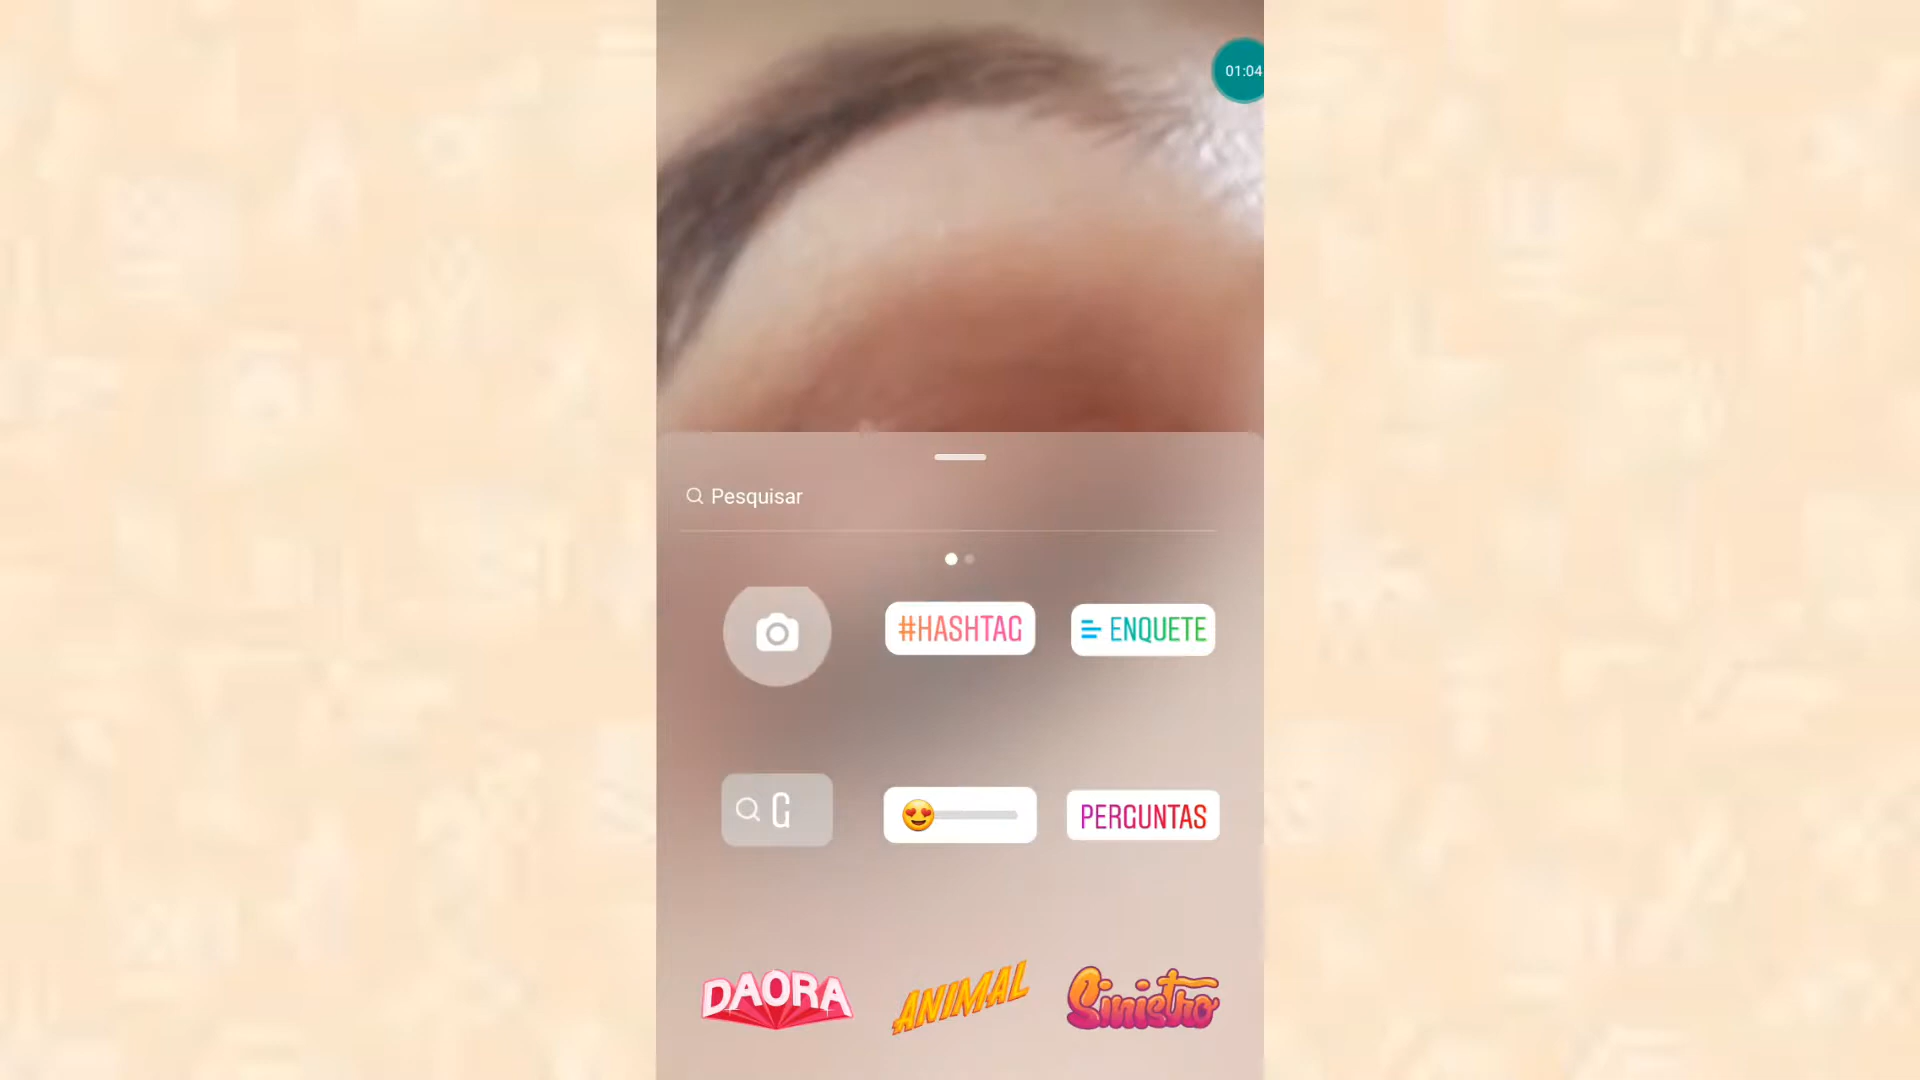 01:04
Pesquisar
#HASHTAG
ENQUETE
G
PERGUNTAS
DAORA
ANIMAL
Sinistro